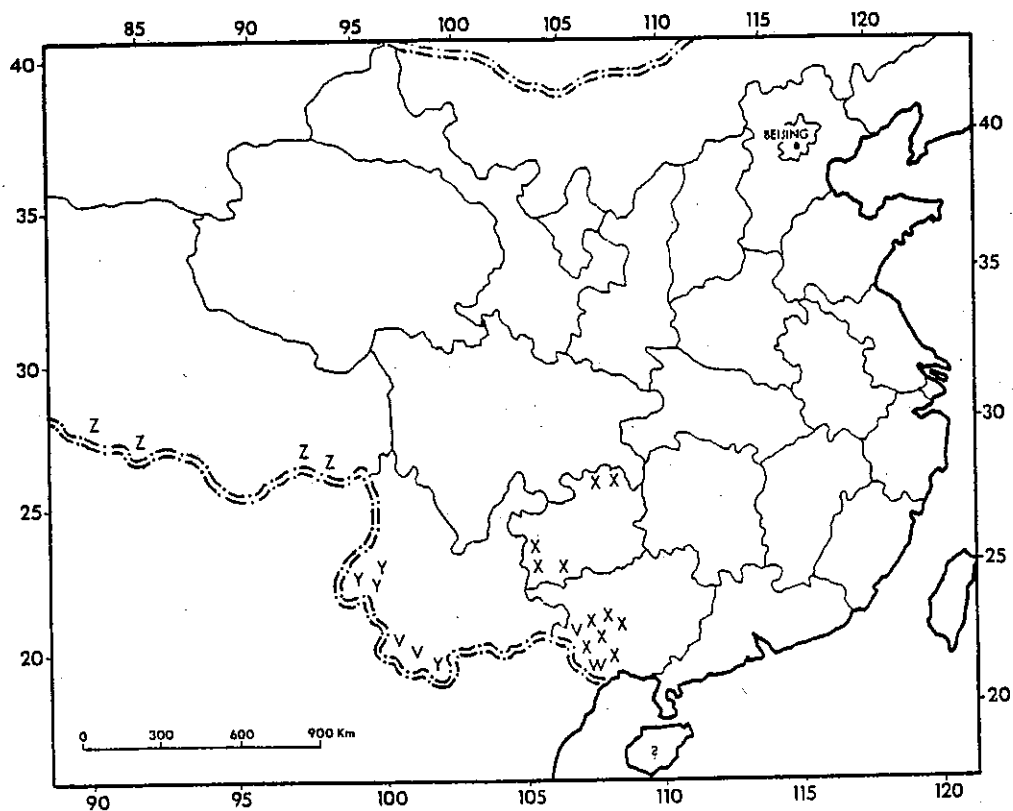 85 90 95 100 105 110 115 120
40
BEIJING
40
35
35
30
30
Z Z Z Z
X X
25
X
25
Y
X X
Y Y
X X
V X X
V X
V Y W X
20
20
0 300 600 900 Km
?
90 95 100 105 110 115 120